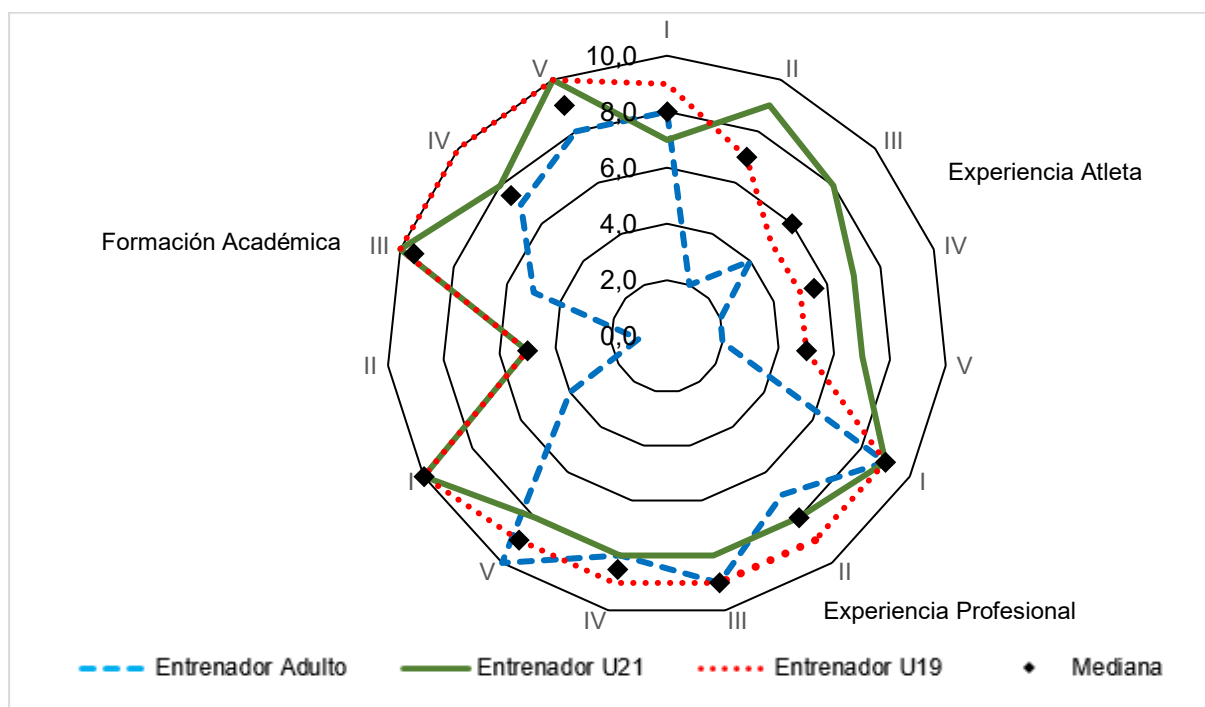 I
10,0
II
V
8,0
IV
III
6,0
Experiencia Atleta
4,0
Formación Académica
III
IV
2,0
0,0
II
V
I
I
V
II
IV
III
Experiencia Profesional
Entrenador Adulto
Entrenador U21
Entrenador U19
Mediana